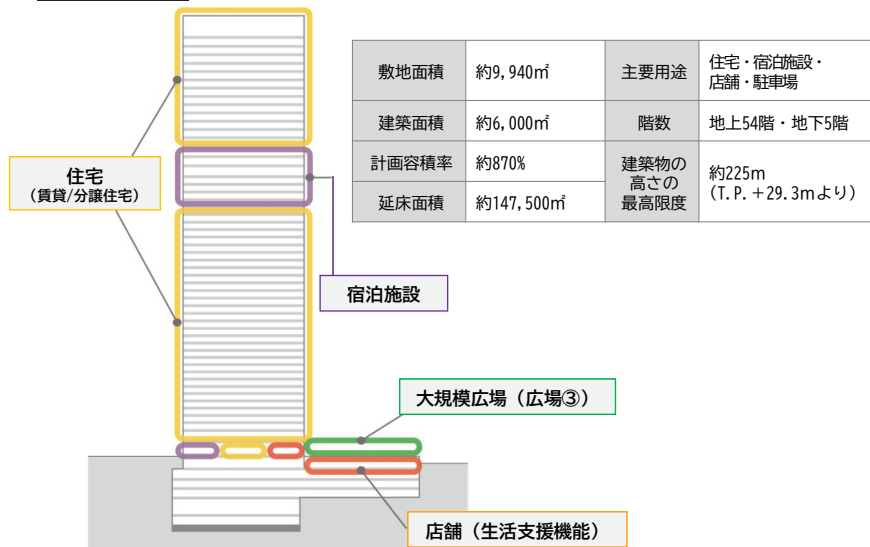 敷地面積 約9,940㎡ 主要用途 住宅・宿泊施設・
店舗・駐車場
建築面積 約6,000㎡ 階数 地上54階・地下5階
計画容積率 約870% 建築物の
高さの
最高限度 約225m
(T.P.+29.3mより)
延床面積 約147,500㎡
住宅
(賃貸/分譲住宅)
宿泊施設
大規模広場(広場③)
店舗(生活支援機能)